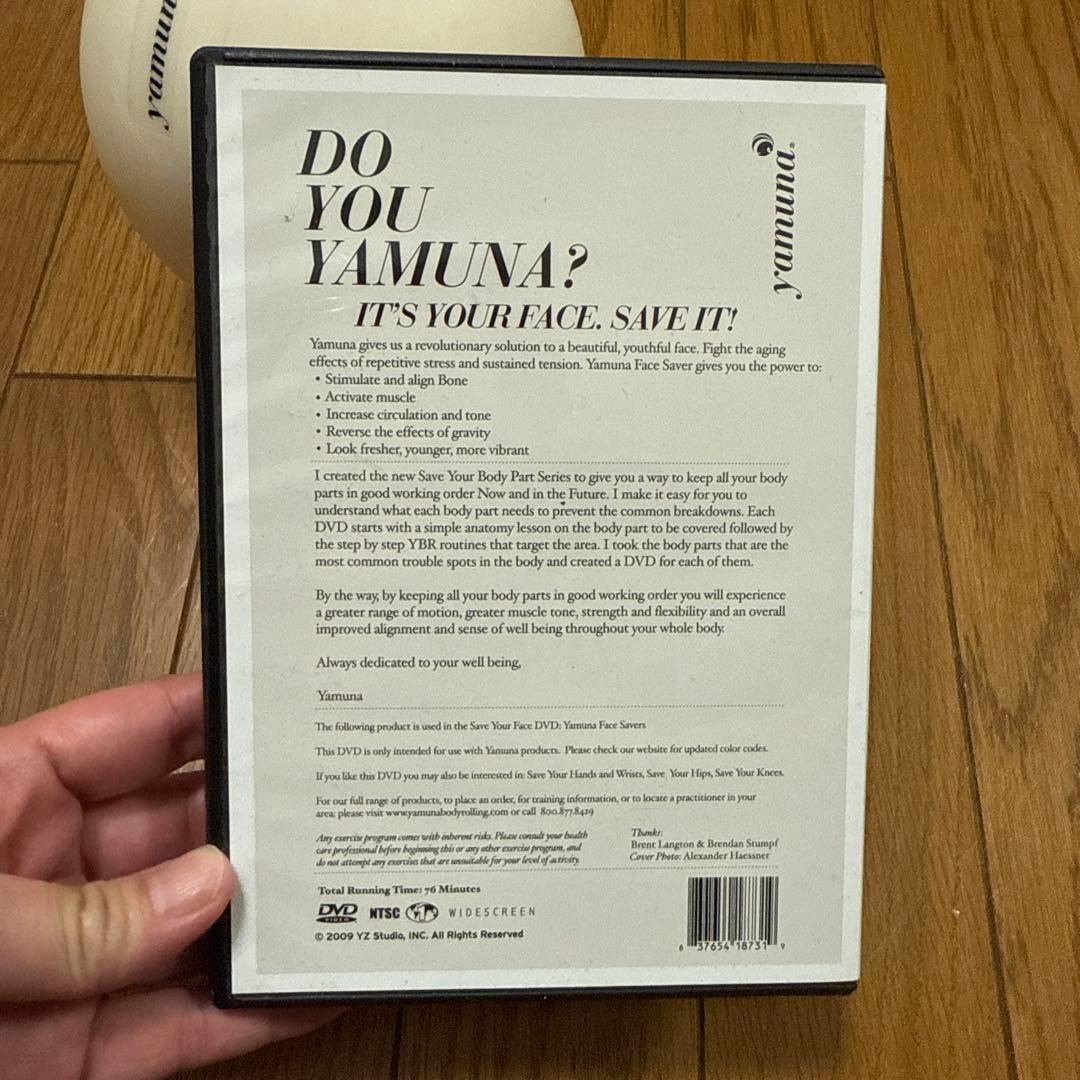 yamun
DO
YOU
YAMUNA?
yamuna®
IT'S YOUR FACE. SAVE IT!
Yamuna gives us a revolutionary solution to a beautiful, youthful face. Fight the aging
effects of repetitive stress and sustained tension. Yamuna Face Saver gives you the power to:
• Stimulate and align Bone
• Activate muscle
• Increase circulation and tone
• Reverse the effects of gravity
• Look fresher, younger, more vibrant
I created the new Save Your Body Part Series to give you a way to keep all your body
parts in good working order Now and in the Future. I make it easy for you to
understand what each body part needs to prevent the common breakdowns. Each
DVD starts with a simple anatomy lesson on the body part to be covered followed by
the step by step YBR routines that target the area. I took the body parts that are the
most common trouble spots in the body and created a DVD for each of them.
By the way, by keeping all your body parts in good working order you will experience
a greater range of motion, greater muscle tone, strength and flexibility and an overall
improved alignment and sense of well being throughout your whole body.
Always dedicated to your well being,
Yamuna
The following product is used in the Save Your Face DVD: Yamuna Face Savers
This DVD is only intended for use with Yamuna products. Please check our website for updated color codes.
If you like this DVD you may also be interested in: Save Your Hands and Wrists, Save Your Hips, Save Your Knees.
For our full range of products, to place an order, for training information, or to locate a practitioner in your
area: please visit www.yamunabodyrolling.com or call 800.877.8429
Any exercise program comes with inherent risks. Please consult your health
care professional before beginning this or any other exercise program, and
do not attempt any exercises that are unsuitable for your level of activity.
Thanks:
Brent Langton & Brendan Stumpf
Cover Photo: Alexander Haessner
Total Running Time: 76 Minutes
DVD VIDEO NTSC WIDESCREEN
© 2009 YZ Studio, INC. All Rights Reserved
6 37654 18731 9